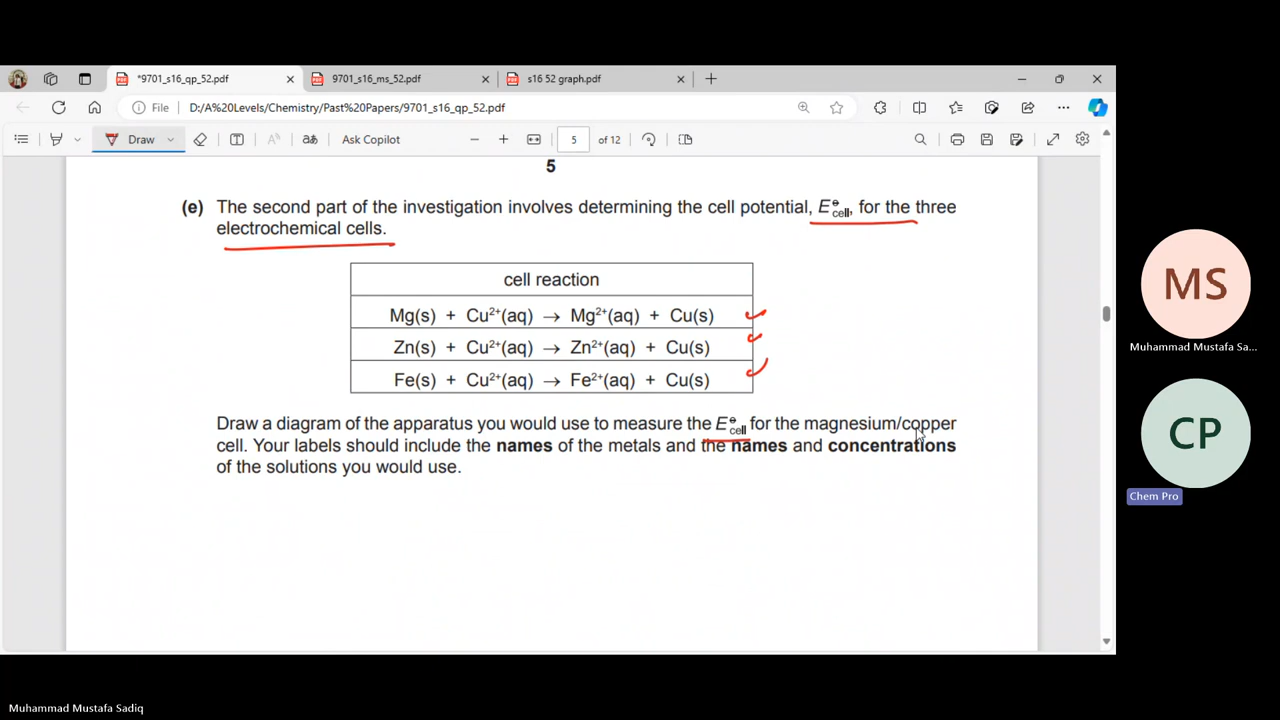 *9701_s16_qp_52.pdf
9701_s16_ms_52.pdf
s16 52 graph.pdf
File
D:/A%20Levels/Chemistry/Past%20Papers/9701_s16_qp_52.pdf
Draw
Ask Copilot
5 of 12
5
(e) The second part of the investigation involves determining the cell potential, E⦵cell, for the three
electrochemical cells.
cell reaction
Mg(s) + Cu²⁺(aq) → Mg²⁺(aq) + Cu(s)
Zn(s) + Cu²⁺(aq) → Zn²⁺(aq) + Cu(s)
Fe(s) + Cu²⁺(aq) → Fe²⁺(aq) + Cu(s)
Draw a diagram of the apparatus you would use to measure the E⦵cell for the magnesium/copper
cell. Your labels should include the names of the metals and the names and concentrations
of the solutions you would use.
MS
Muhammad Mustafa Sa...
CP
Chem Pro
Muhammad Mustafa Sadiq